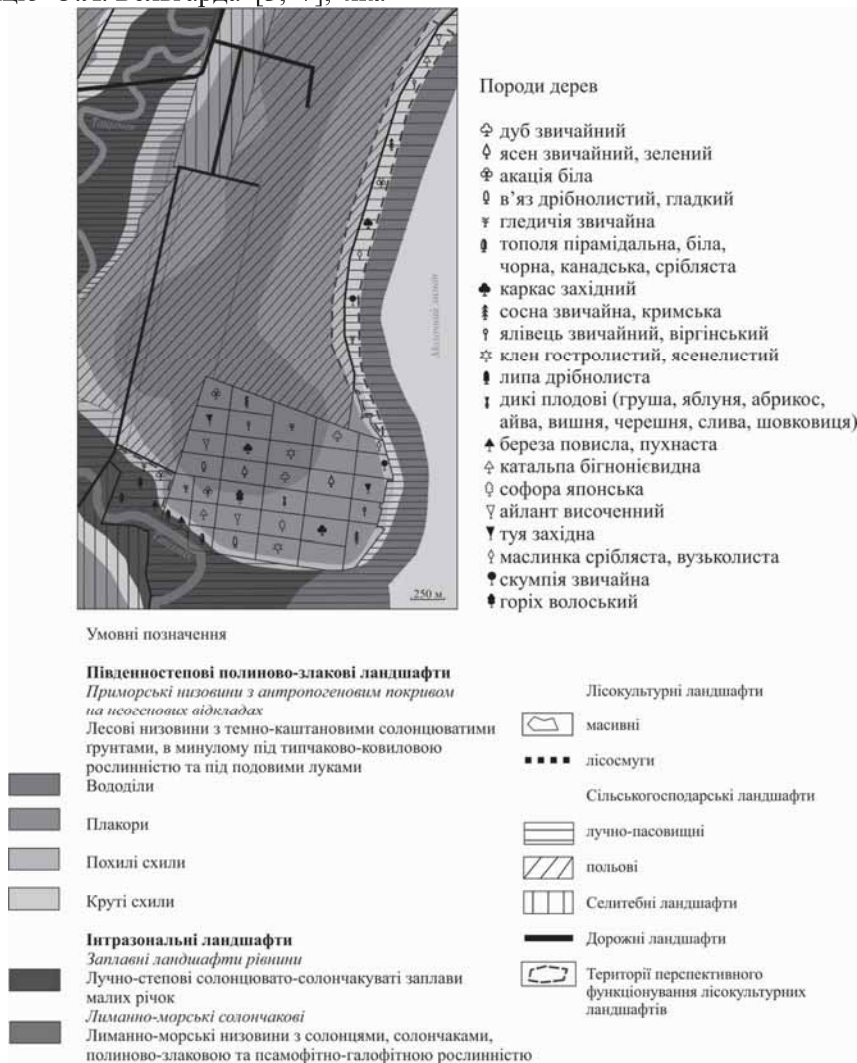 Молочний лиман
250 м
Породи дерев
дуб звичайний
ясен звичайний, зелений
акація біла
в'яз дрібнолистий, гладкий
гледичія звичайна
тополя пірамідальна, біла,
чорна, канадська, срібляста
каркас західний
сосна звичайна, кримська
ялівець звичайний, віргінський
клен гостролистий, ясенелистий
липа дрібнолиста
дикі плодові (груша, яблуня, абрикос,
айва, вишня, черешня, слива, шовковиця)
береза повисла, пухнаста
катальпа бігнонієвидна
софора японська
айлант височенний
туя західна
маслинка срібляста, вузьколиста
скумпія звичайна
горіх волоський
Умовні позначення
Південностепові полиново-злакові ландшафти
Приморські низовини з антропогеновим покривом
на неогенових відкладах
Лесові низовини з темно-каштановими солонцюватими
ґрунтами, в минулому під типчаково-ковиловою
рослинністю та під подовими луками
Вододіли
Плакори
Похилі схили
Круті схили
Інтразональні ландшафти
Заплавні ландшафти рівнини
Лучно-степові солонцювато-солончакуваті заплави
малих річок
Лиманно-морські солончакові
Лиманно-морські низовини з солонцями, солончаками,
полиново-злаковою та псамофітно-галофітною рослинністю
Лісокультурні ландшафти
масивні
лісосмуги
Сільськогосподарські ландшафти
лучно-пасовищні
польові
Селитебні ландшафти
Дорожні ландшафти
Території перспективного
функціонування лісокультурних
ландшафтів